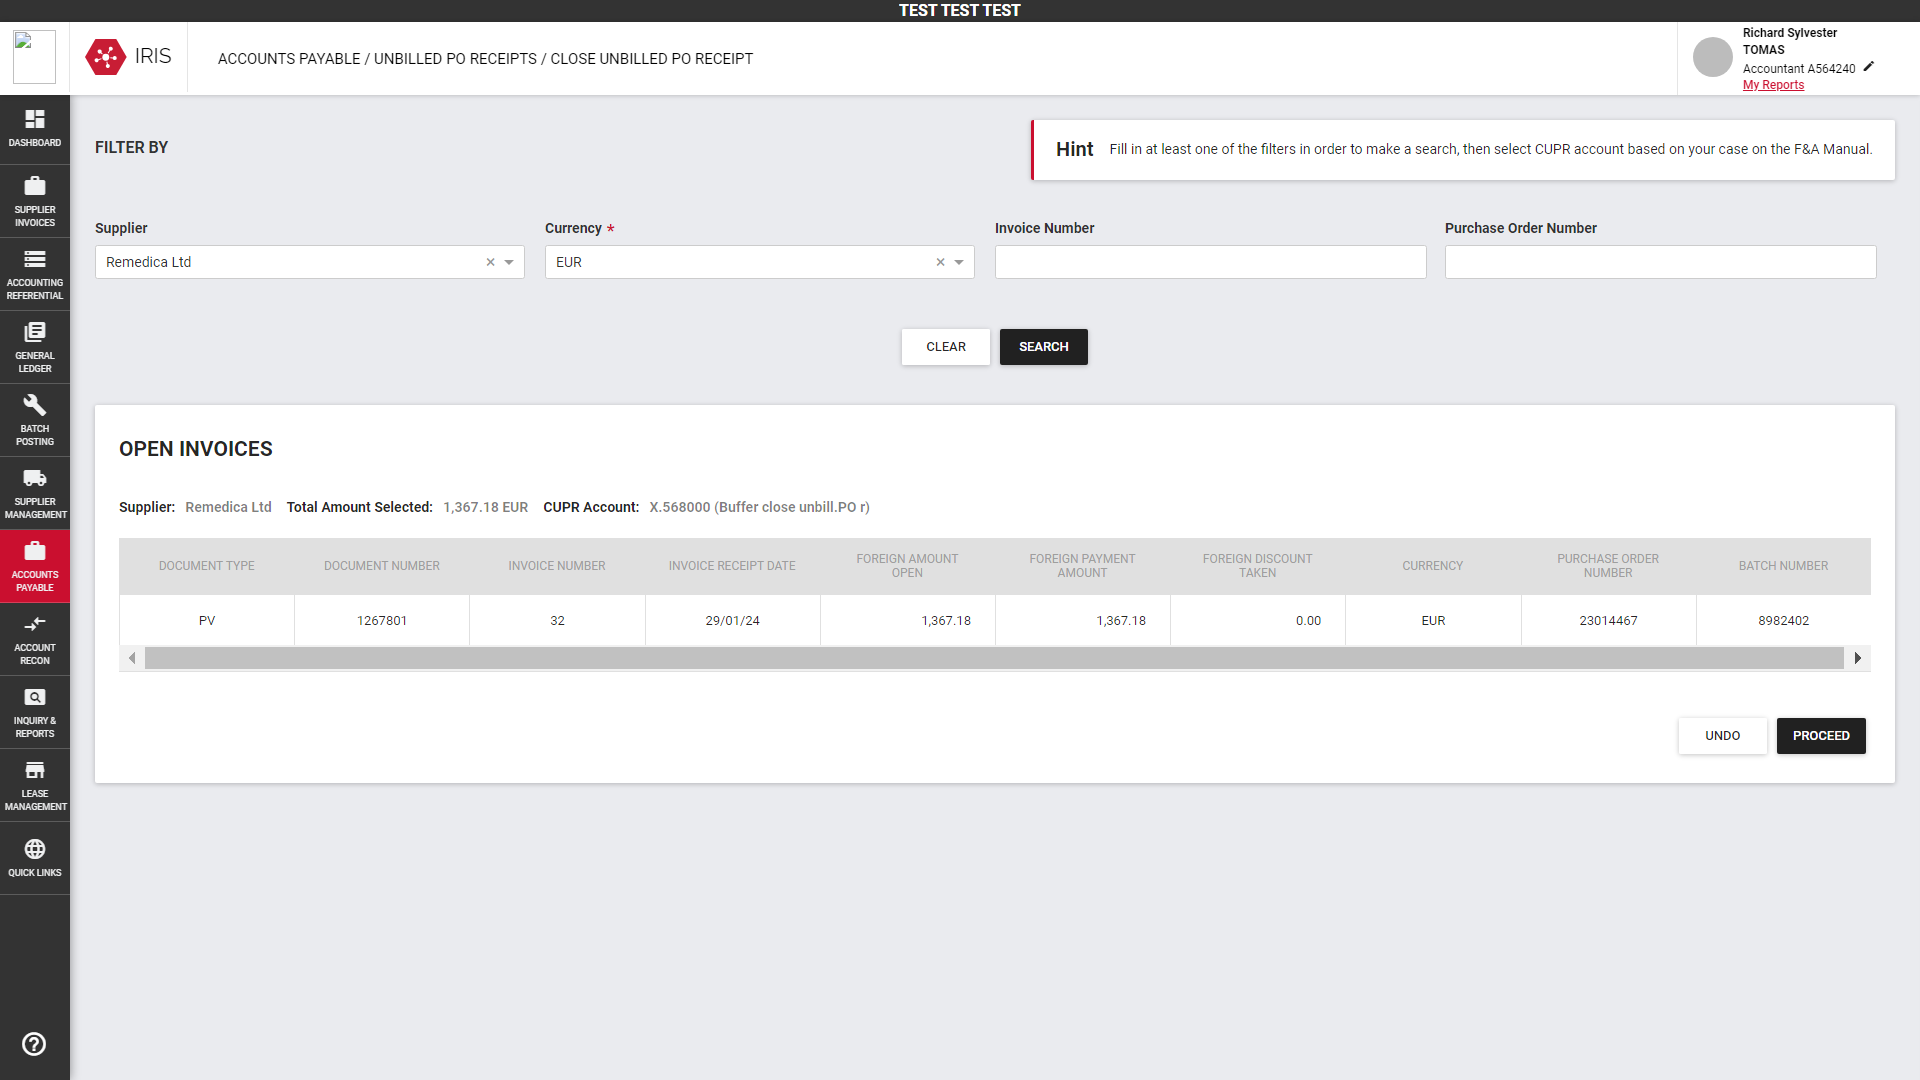 TEST TEST TEST
IRIS
ACCOUNTS PAYABLE / UNBILLED PO RECEIPTS / CLOSE UNBILLED PO RECEIPT
Richard Sylvester
TOMAS
Accountant A564240
My Reports
DASHBOARD
SUPPLIER
INVOICES
ACCOUNTING
REFERENTIAL
GENERAL
LEDGER
BATCH
POSTING
SUPPLIER
MANAGEMENT
ACCOUNTS
PAYABLE
ACCOUNT
RECON
INQUIRY &
REPORTS
LEASE
MANAGEMENT
QUICK LINKS
FILTER BY
Hint Fill in at least one of the filters in order to make a search, then select CUPR account based on your case on the F&A Manual.
Supplier Currency * Invoice Number Purchase Order Number
Remedica Ltd × EUR ×
CLEAR SEARCH
OPEN INVOICES
Supplier: Remedica Ltd Total Amount Selected: 1,367.18 EUR CUPR Account: X.568000 (Buffer close unbill.PO r)
DOCUMENT TYPE DOCUMENT NUMBER INVOICE NUMBER INVOICE RECEIPT DATE FOREIGN AMOUNT OPEN FOREIGN PAYMENT AMOUNT FOREIGN DISCOUNT TAKEN CURRENCY PURCHASE ORDER NUMBER BATCH NUMBER
PV 1267801 32 29/01/24 1,367.18 1,367.18 0.00 EUR 23014467 8982402
UNDO PROCEED